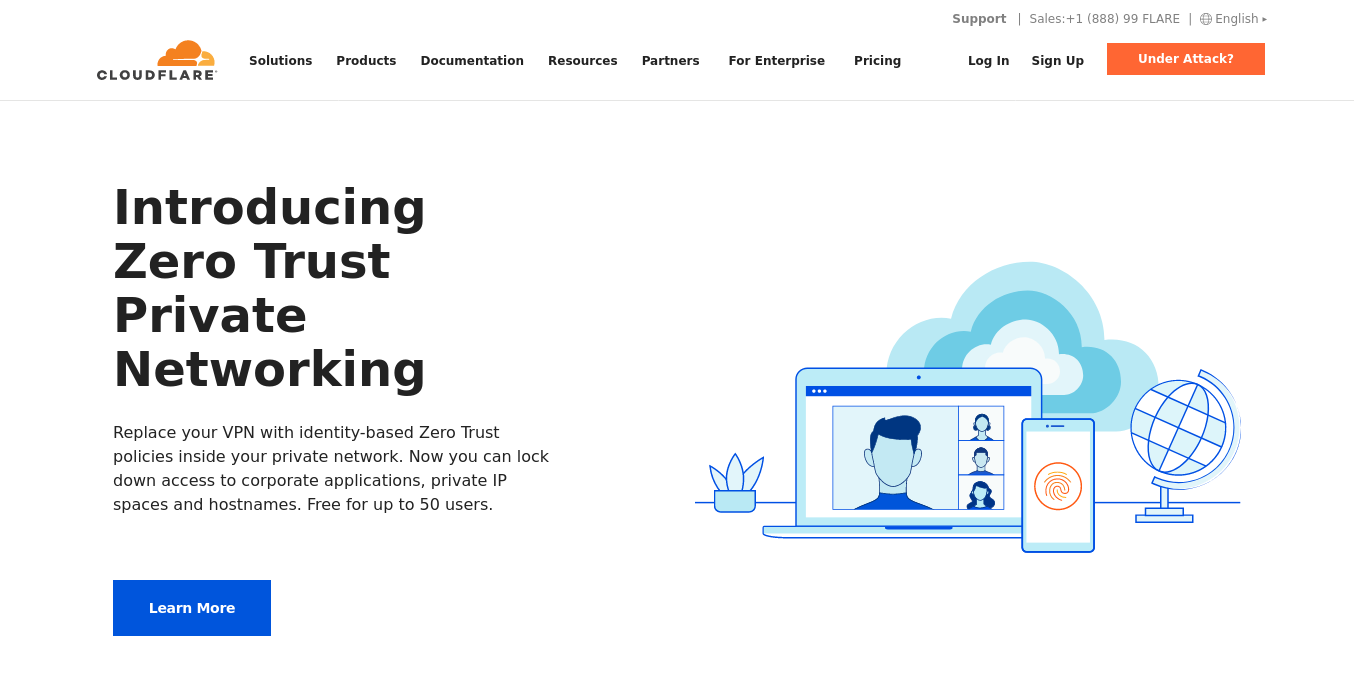 Support | Sales:+1 (888) 99 FLARE | English ▸
CLOUDFLARE
Solutions Products Documentation Resources Partners For Enterprise Pricing Log In Sign Up Under Attack?
Introducing
Zero Trust
Private
Networking
Replace your VPN with identity-based Zero Trust
policies inside your private network. Now you can lock
down access to corporate applications, private IP
spaces and hostnames. Free for up to 50 users.
Learn More